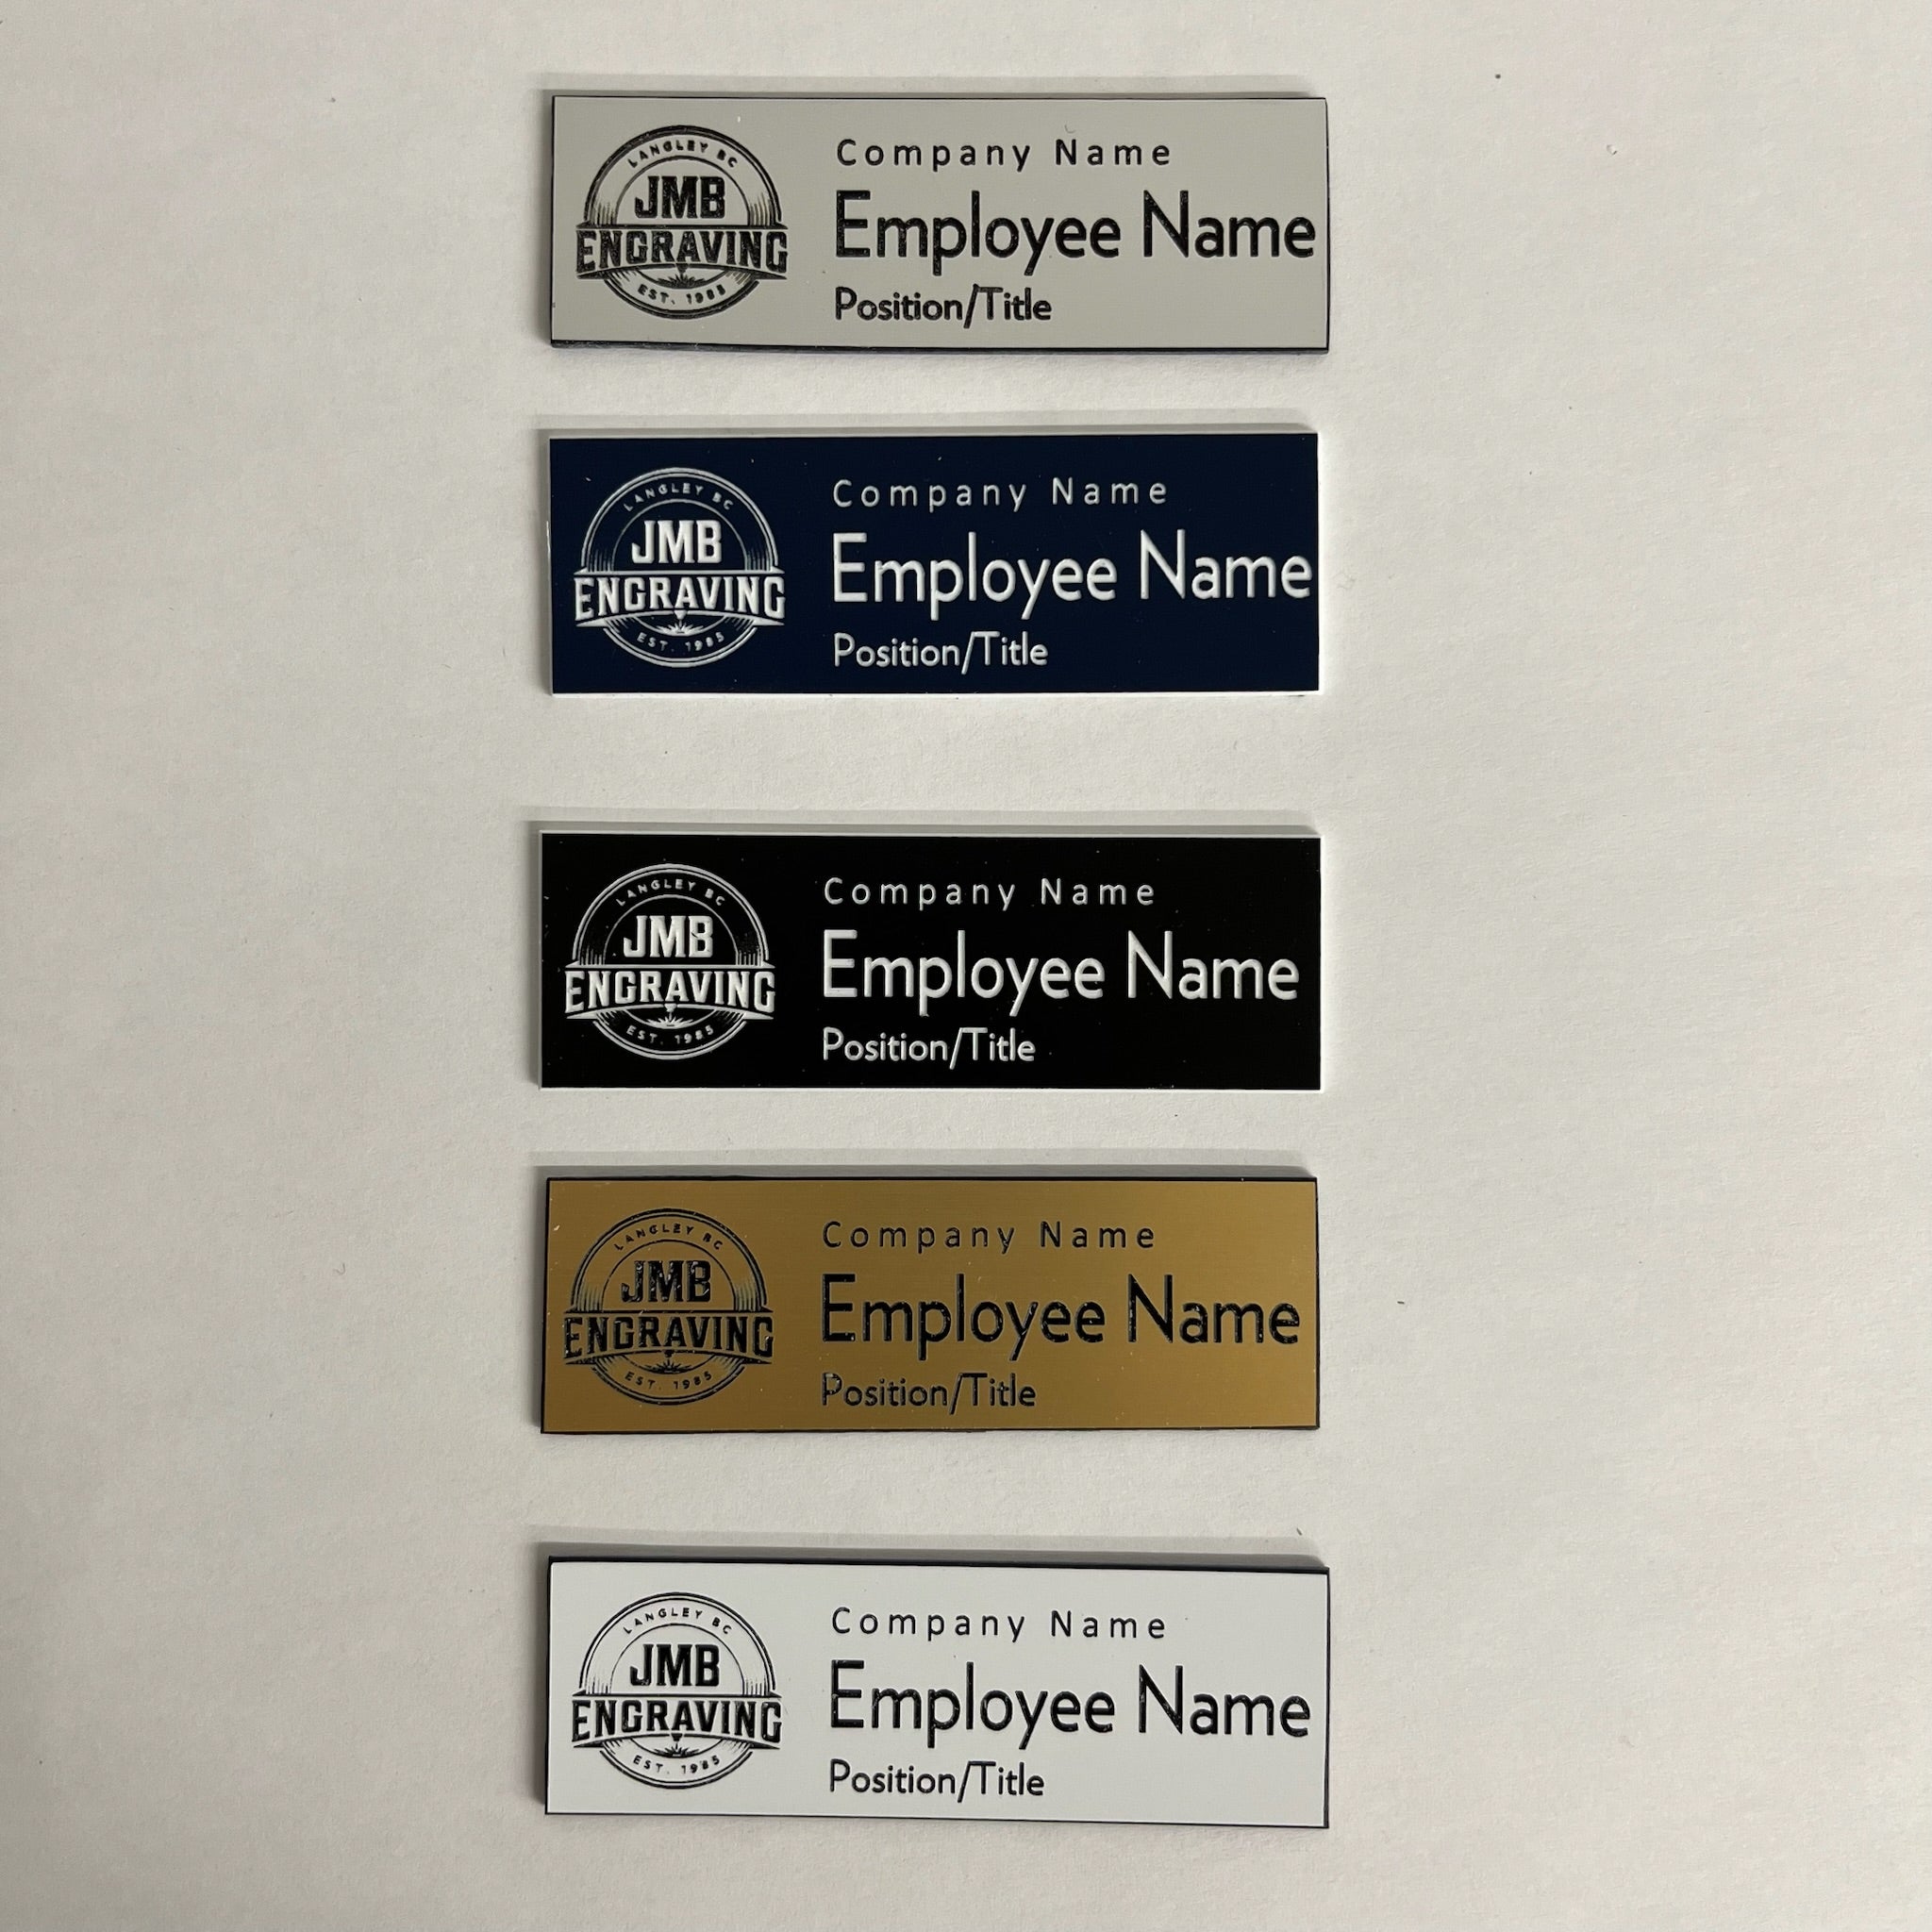 LANGLEY BC
JMB
ENGRAVING
EST. 1985
Company Name
Employee Name
Position/Title
LANGLEY BC
JMB
ENGRAVING
EST. 1985
Company Name
Employee Name
Position/Title
LANGLEY BC
JMB
ENGRAVING
EST. 1985
Company Name
Employee Name
Position/Title
LANGLEY BC
JMB
ENGRAVING
EST. 1985
Company Name
Employee Name
Position/Title
LANGLEY BC
JMB
ENGRAVING
EST. 1985
Company Name
Employee Name
Position/Title